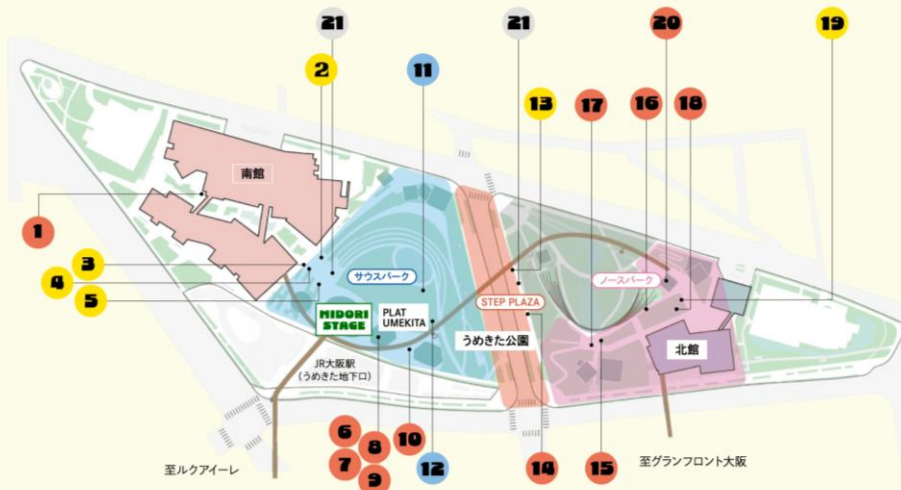 21
21
20
19
2
11
13
17
16
18
南館
1
3
4
5
サウスパーク
ノースパーク
MIDORI
STAGE
PLAT
UMEKITA
STEP PLAZA
うめきた公園
北館
JR大阪駅
(うめきた地下口)
6
8
10
7
9
12
14
15
至ルクアイーレ
至グランフロント大阪